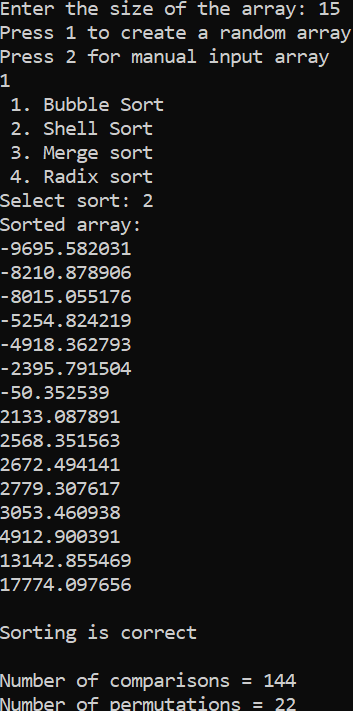 Enter the size of the array: 15
Press 1 to create a random array
Press 2 for manual input array
1
1. Bubble Sort
2. Shell Sort
3. Merge sort
4. Radix sort
Select sort: 2
Sorted array:
-9695.582031
-8210.878906
-8015.055176
-5254.824219
-4918.362793
-2395.791504
-50.352539
2133.087891
2568.351563
2672.494141
2779.307617
3053.460938
4912.900391
13142.855469
17774.097656
Sorting is correct
Number of comparisons = 144
Number of permutations = 22